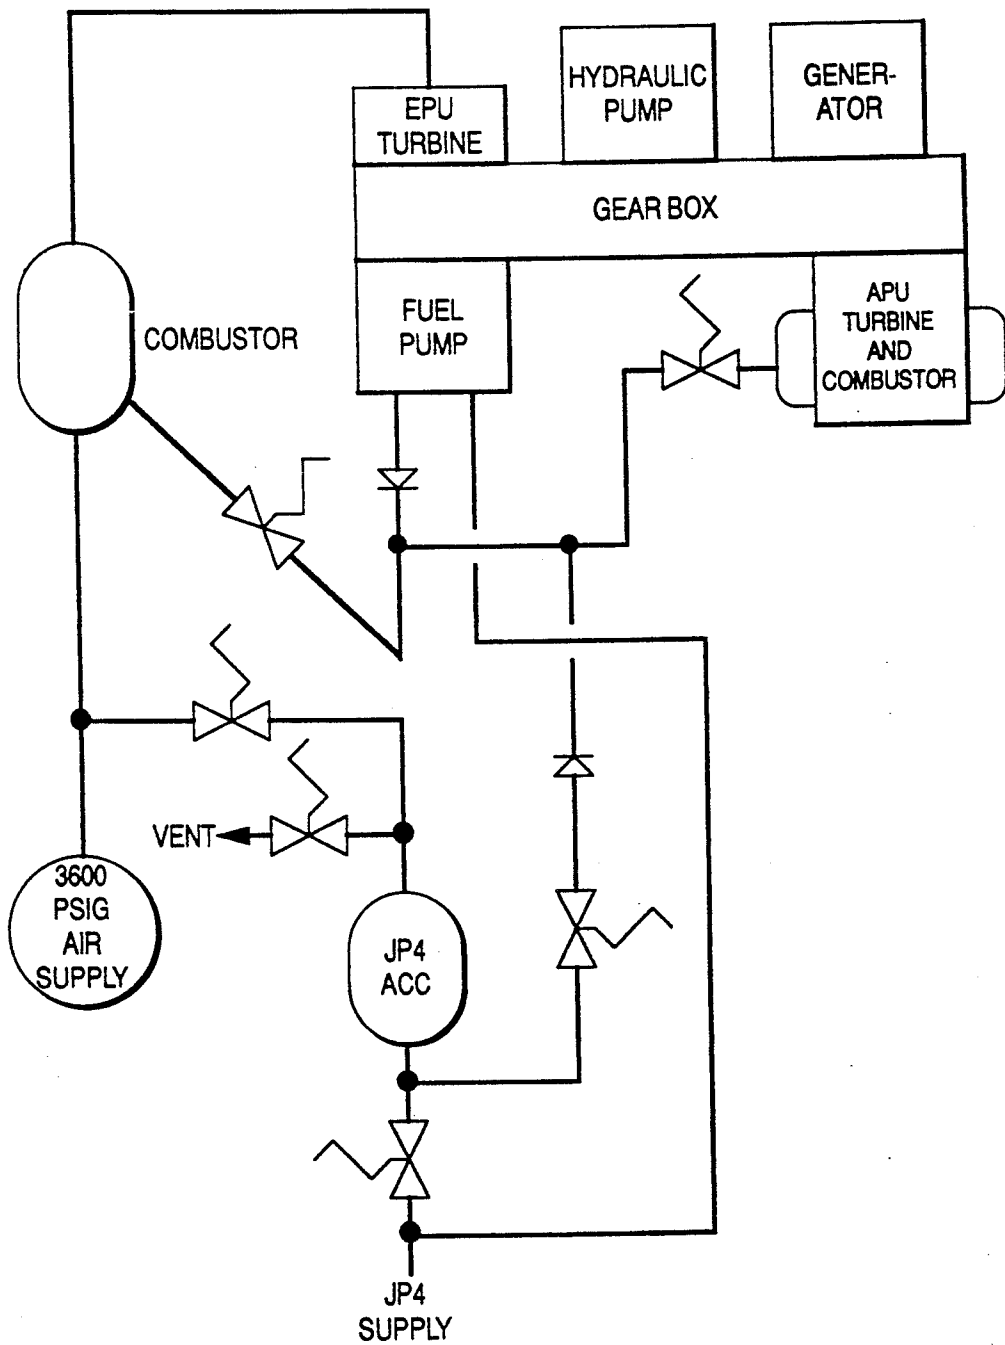 EPU
TURBINE
HYDRAULIC
PUMP
GENER-
ATOR
GEAR BOX
FUEL
PUMP
APU
TURBINE
AND
COMBUSTOR
COMBUSTOR
VENT
3600
PSIG
AIR
SUPPLY
JP4
ACC
JP4
SUPPLY